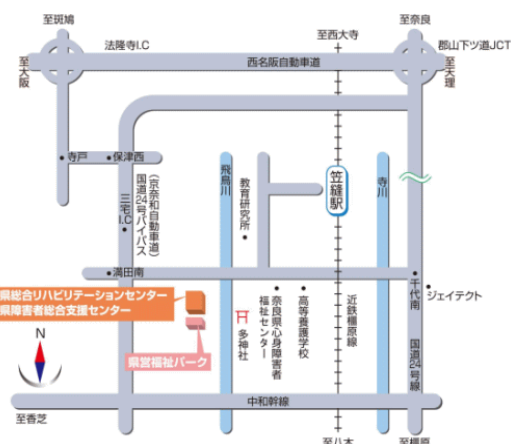 至斑鳩
法隆寺I.C
至西大寺
至奈良
郡山下ツ道JCT
至大阪
西名阪自動車道
至天理
寺戸
保津西
三宅I.C
国道24号バイパス
(京奈和自動車道)
飛鳥川
教育研究所
笠縫駅
寺川
満田南
千代南
ジェイテクト
県総合リハビリテーションセンター
県障害者総合支援センター
県営福祉パーク
多神社
奈良県心身障害者
福祉センター
高等養護学校
近鉄橿原線
国道24号線
N
中和幹線
至香芝
至八木
至橿原